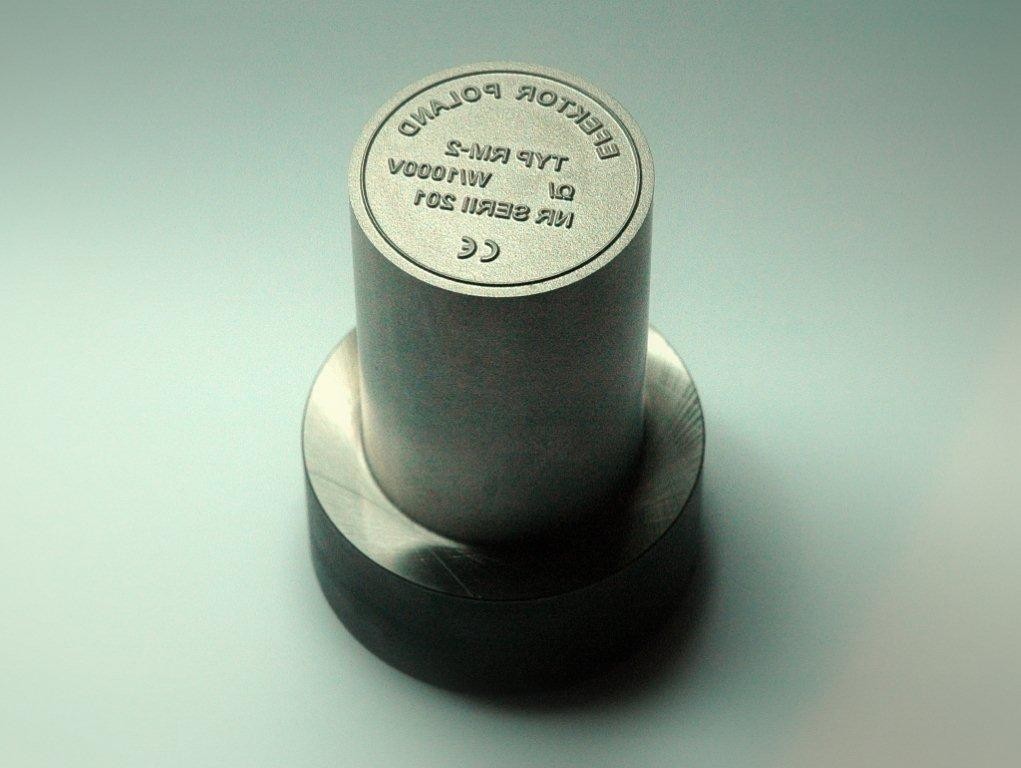 EFEKTOR POLAND
TYP RM-2
Ω/ W/1000V
NR SERII 201
CE